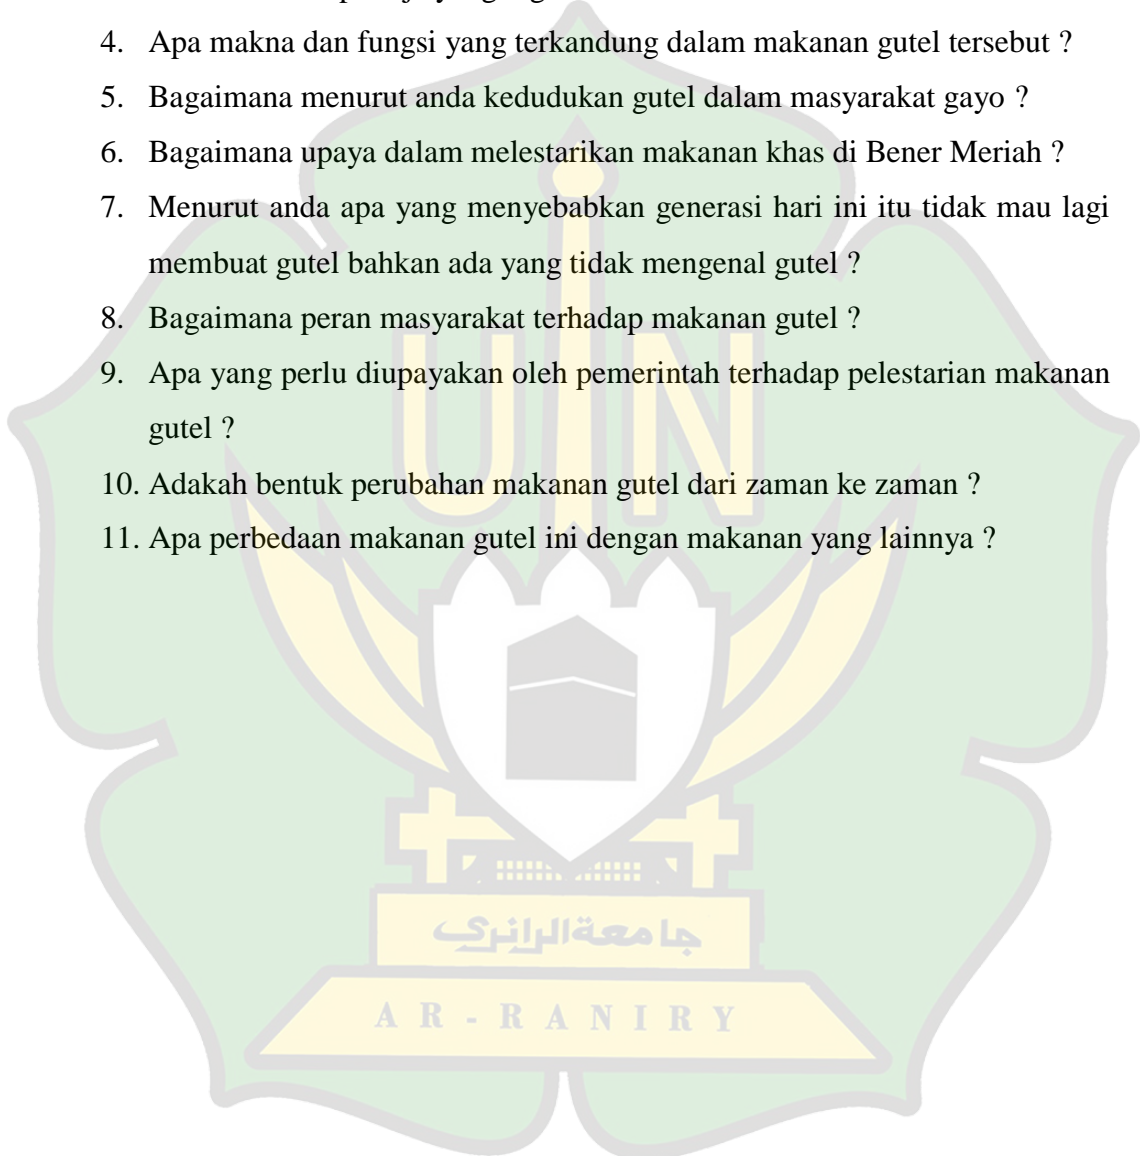 4. Apa makna dan fungsi yang terkandung dalam makanan gutel tersebut ?
5. Bagaimana menurut anda kedudukan gutel dalam masyarakat gayo ?
6. Bagaimana upaya dalam melestarikan makanan khas di Bener Meriah ?
7. Menurut anda apa yang menyebabkan generasi hari ini itu tidak mau lagi
membuat gutel bahkan ada yang tidak mengenal gutel ?
8. Bagaimana peran masyarakat terhadap makanan gutel ?
9. Apa yang perlu diupayakan oleh pemerintah terhadap pelestarian makanan
gutel ?
10. Adakah bentuk perubahan makanan gutel dari zaman ke zaman ?
11. Apa perbedaan makanan gutel ini dengan makanan yang lainnya ?
UIN
جامعة الرانري
AR-RANIRY